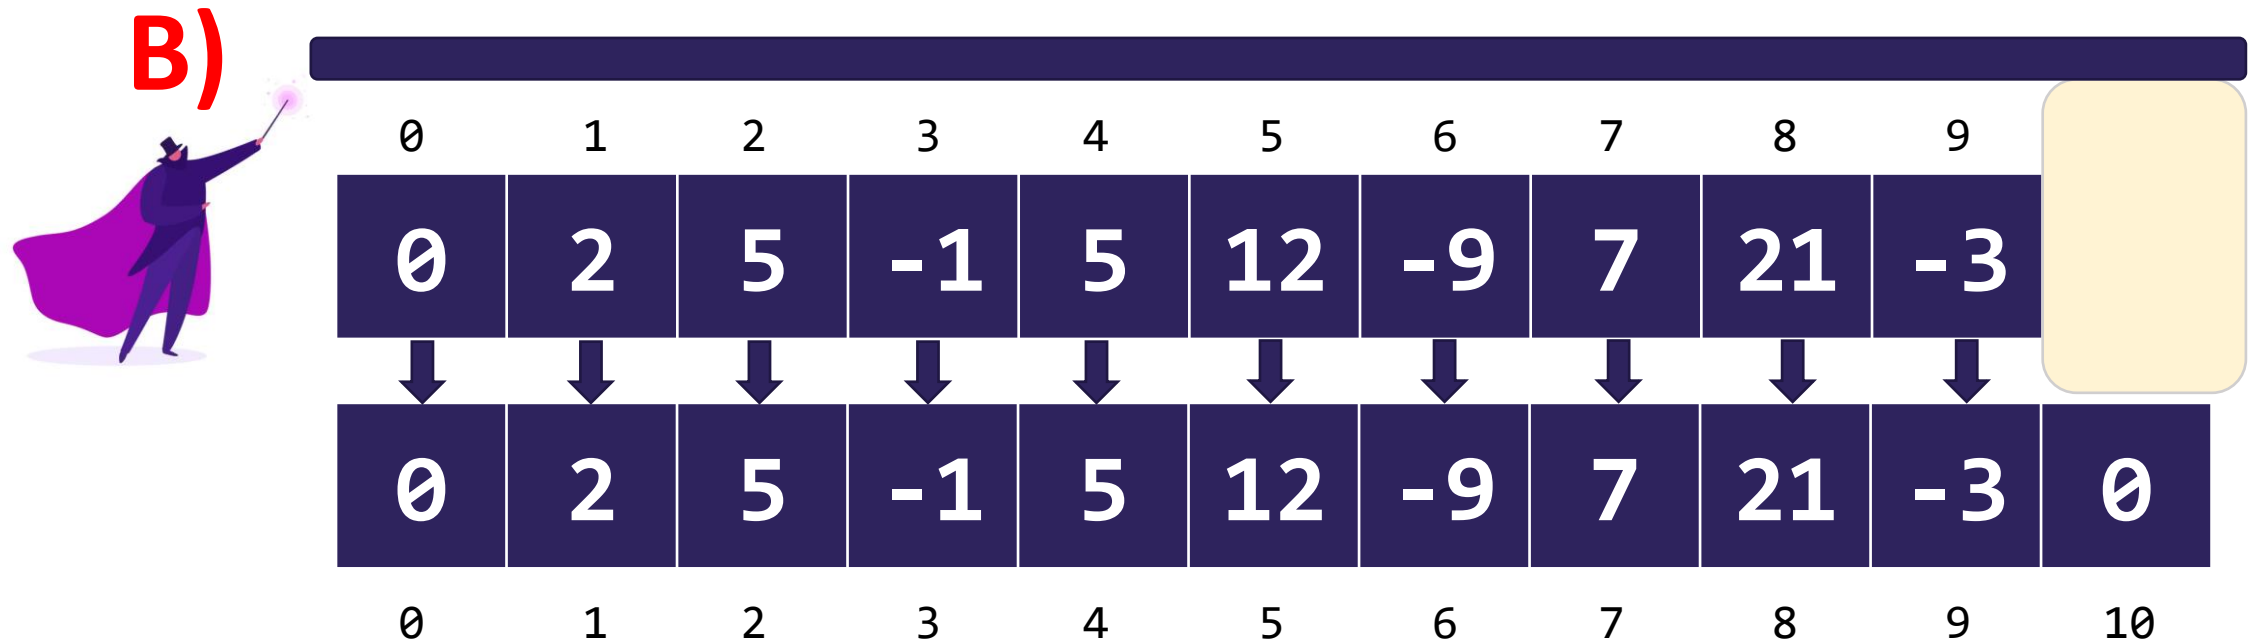 B)
0 1 2 3 4 5 6 7 8 9
0 2 5 -1 5 12 -9 7 21 -3
0 2 5 -1 5 12 -9 7 21 -3 0
0 1 2 3 4 5 6 7 8 9 10